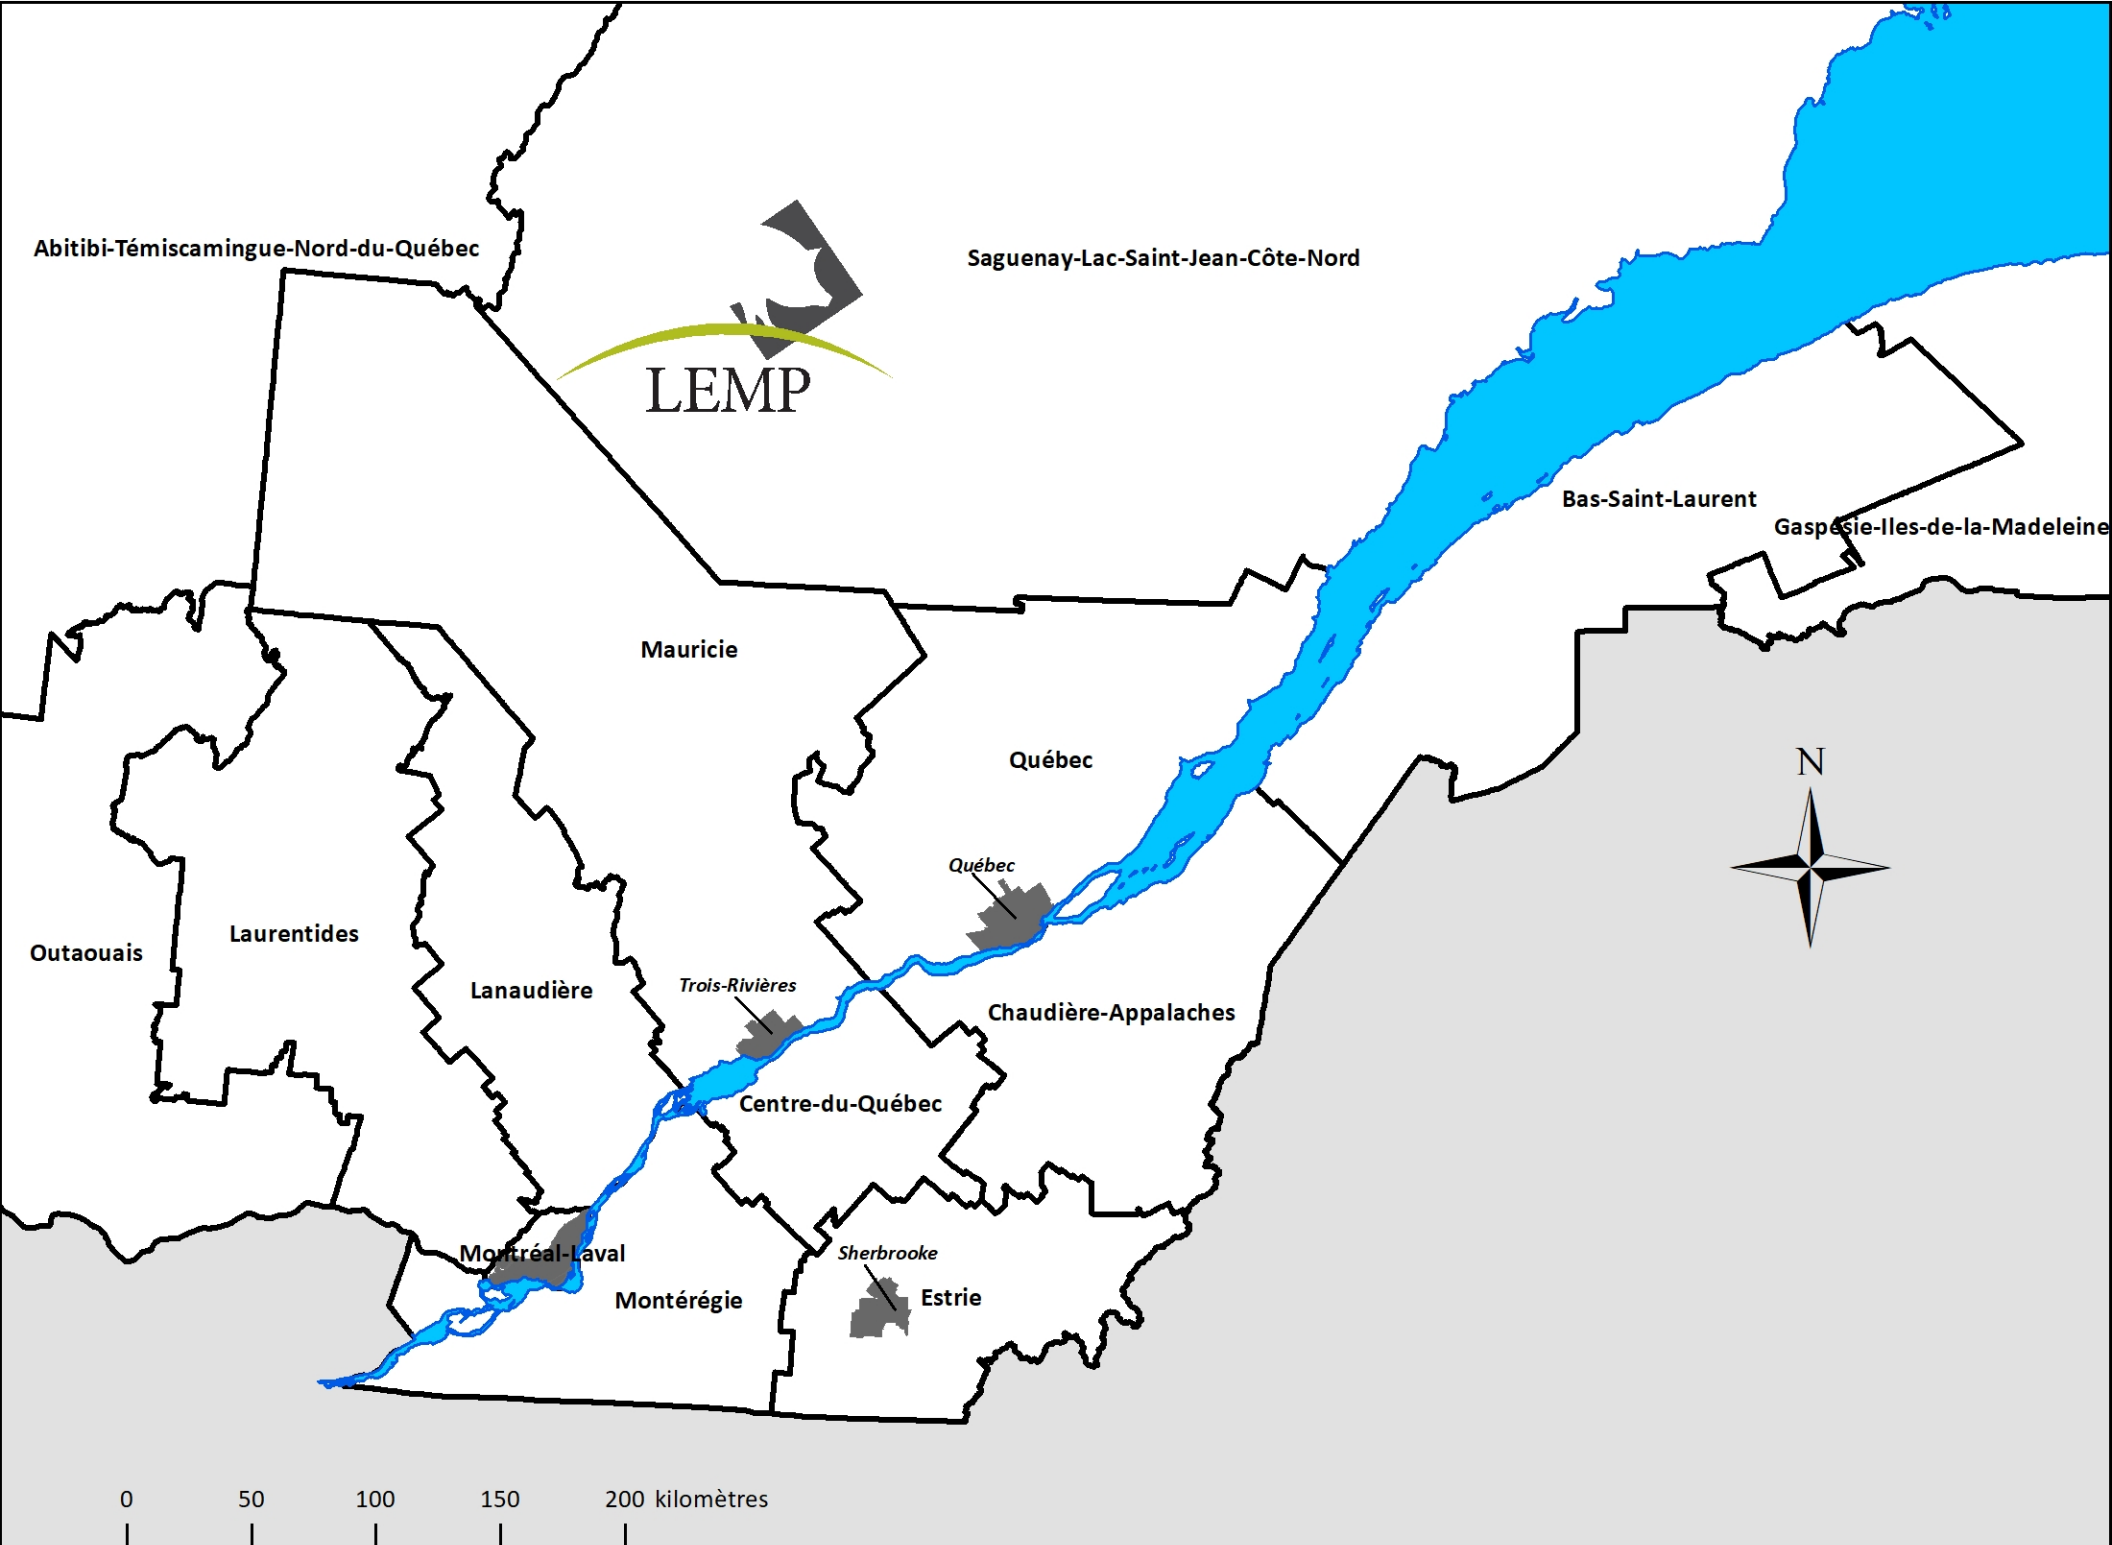 Abitibi-Témiscamingue-Nord-du-Québec
Saguenay-Lac-Saint-Jean-Côte-Nord
LEMP
Bas-Saint-Laurent
Gaspésie-Iles-de-la-Madeleine
Mauricie
Québec
N
Québec
Outaouais
Laurentides
Lanaudière
Trois-Rivières
Chaudière-Appalaches
Centre-du-Québec
Montréal-Laval
Sherbrooke
Montérégie
Estrie
0 50 100 150 200 kilomètres